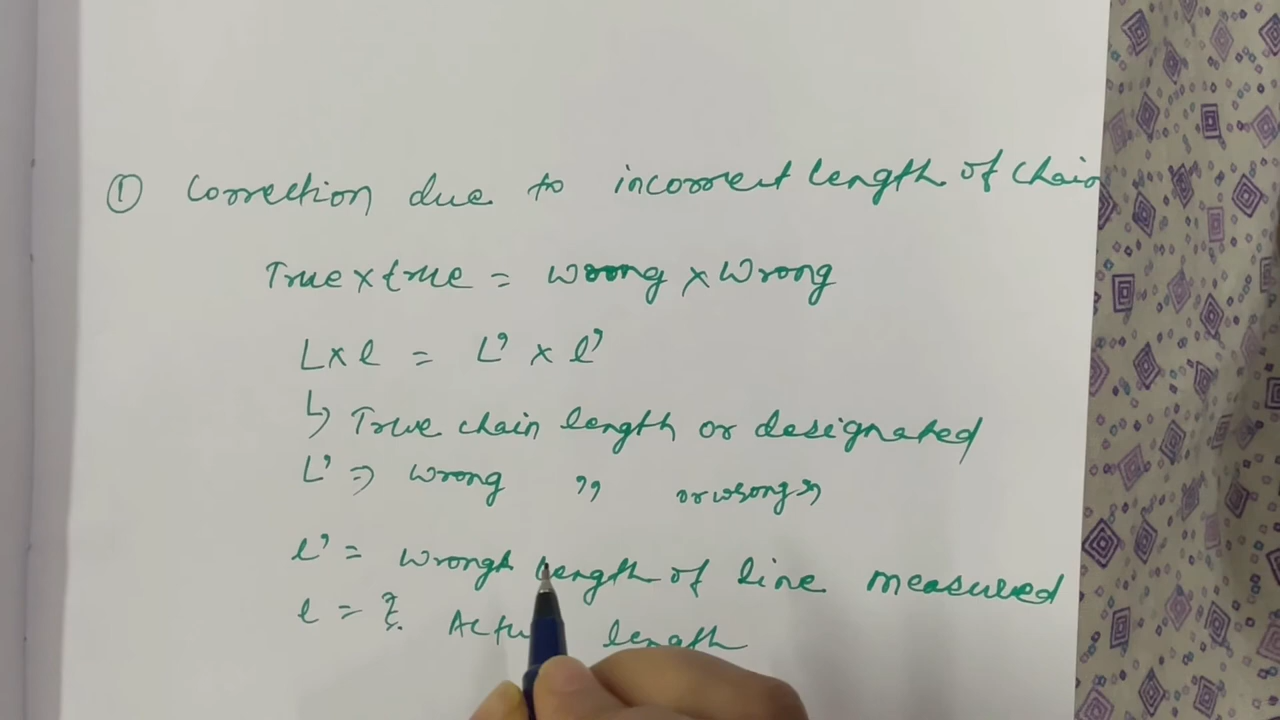 ① Correction due to incorrect length of chain
True x true = wrong x wrong
L x l = L' x l'
↳ True chain length or designated
L' ⇒ wrong ,, or wrong ,,
l' = wrong length of line measured
l = ? length